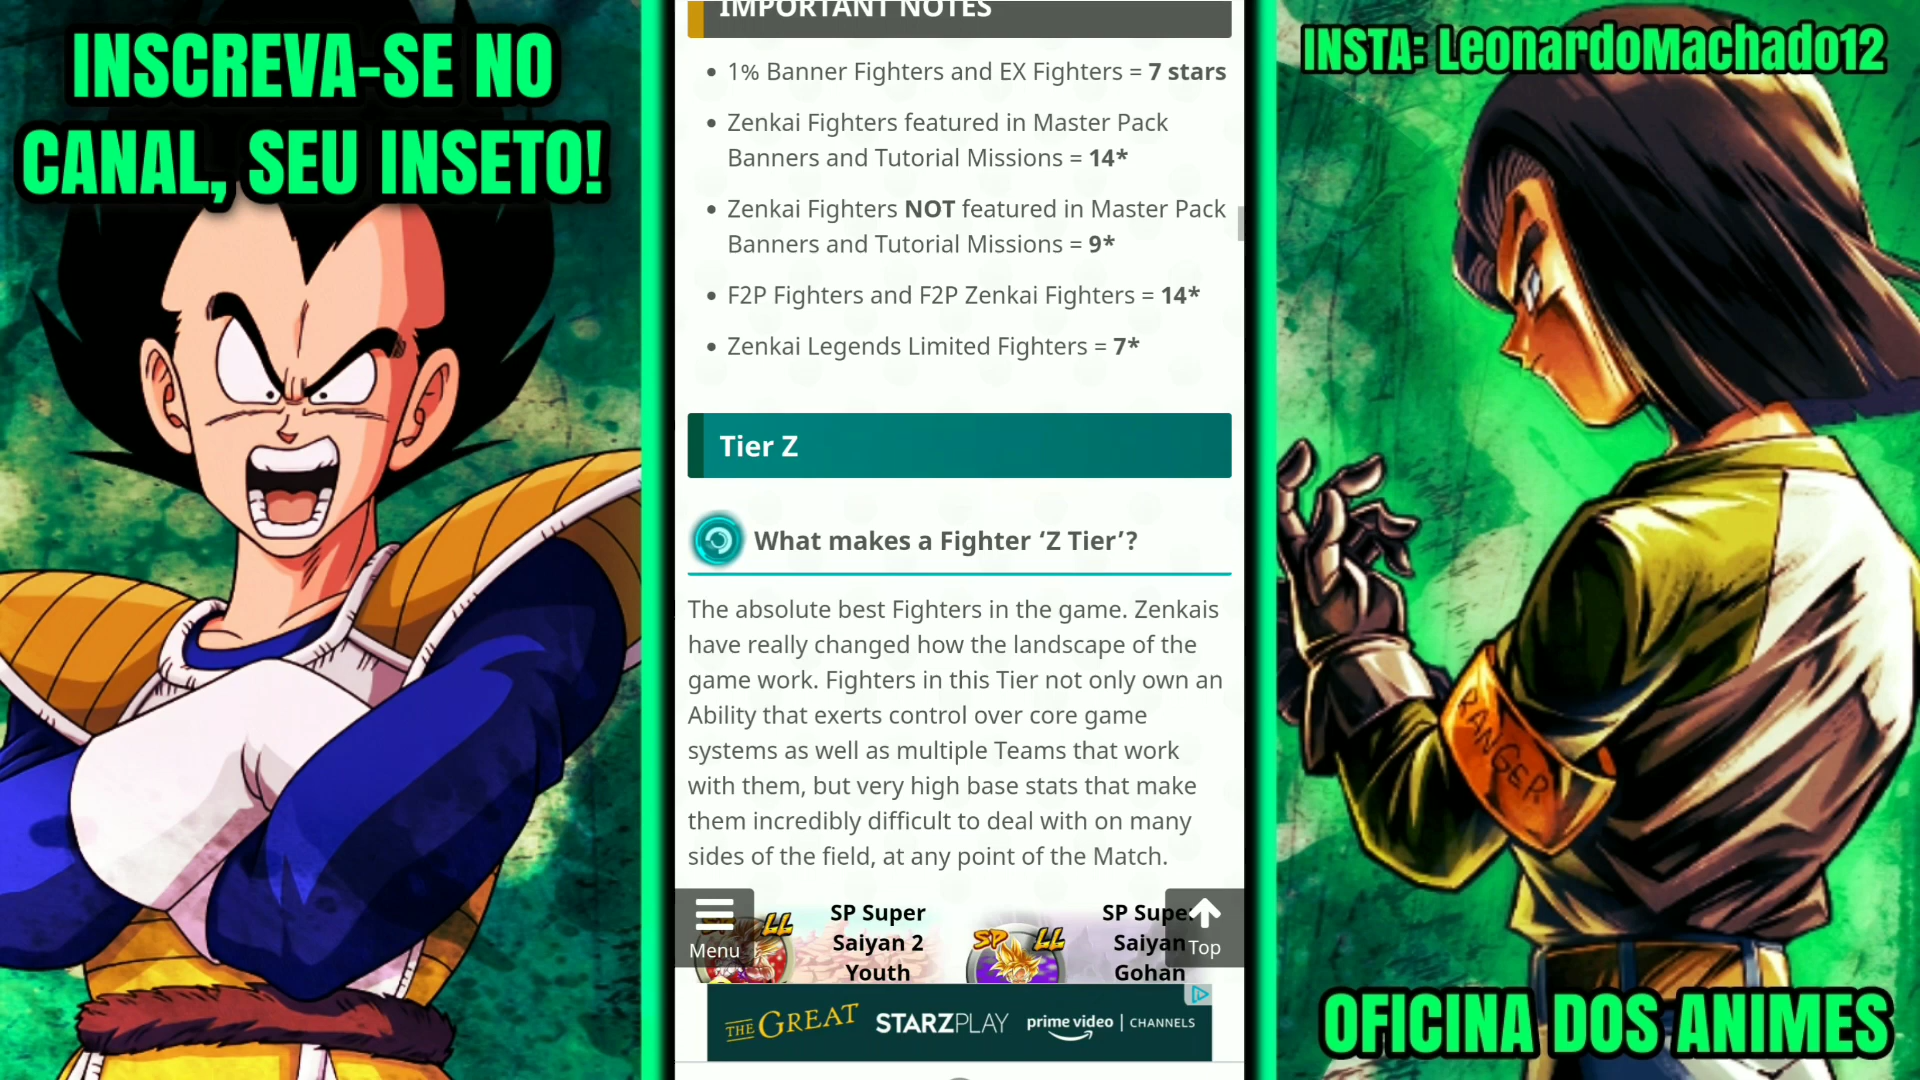 INSCREVA-SE NO
CANAL, SEU INSETO!
IMPORTANT NOTES
1% Banner Fighters and EX Fighters = 7 stars
Zenkai Fighters featured in Master Pack
Banners and Tutorial Missions = 14*
Zenkai Fighters NOT featured in Master Pack
Banners and Tutorial Missions = 9*
F2P Fighters and F2P Zenkai Fighters = 14*
Zenkai Legends Limited Fighters = 7*
Tier Z
What makes a Fighter ‘Z Tier’?
The absolute best Fighters in the game. Zenkais
have really changed how the landscape of the
game work. Fighters in this Tier not only own an
Ability that exerts control over core game
systems as well as multiple Teams that work
with them, but very high base stats that make
them incredibly difficult to deal with on many
sides of the field, at any point of the Match.
Menu
LL
SP Super
Saiyan 2
Youth
SP LL
SP Super
Saiyan
Gohan
Top
THE GREAT STARZPLAY prime video | CHANNELS
INSTA: LeonardoMachado12
RANGER
OFICINA DOS ANIMES